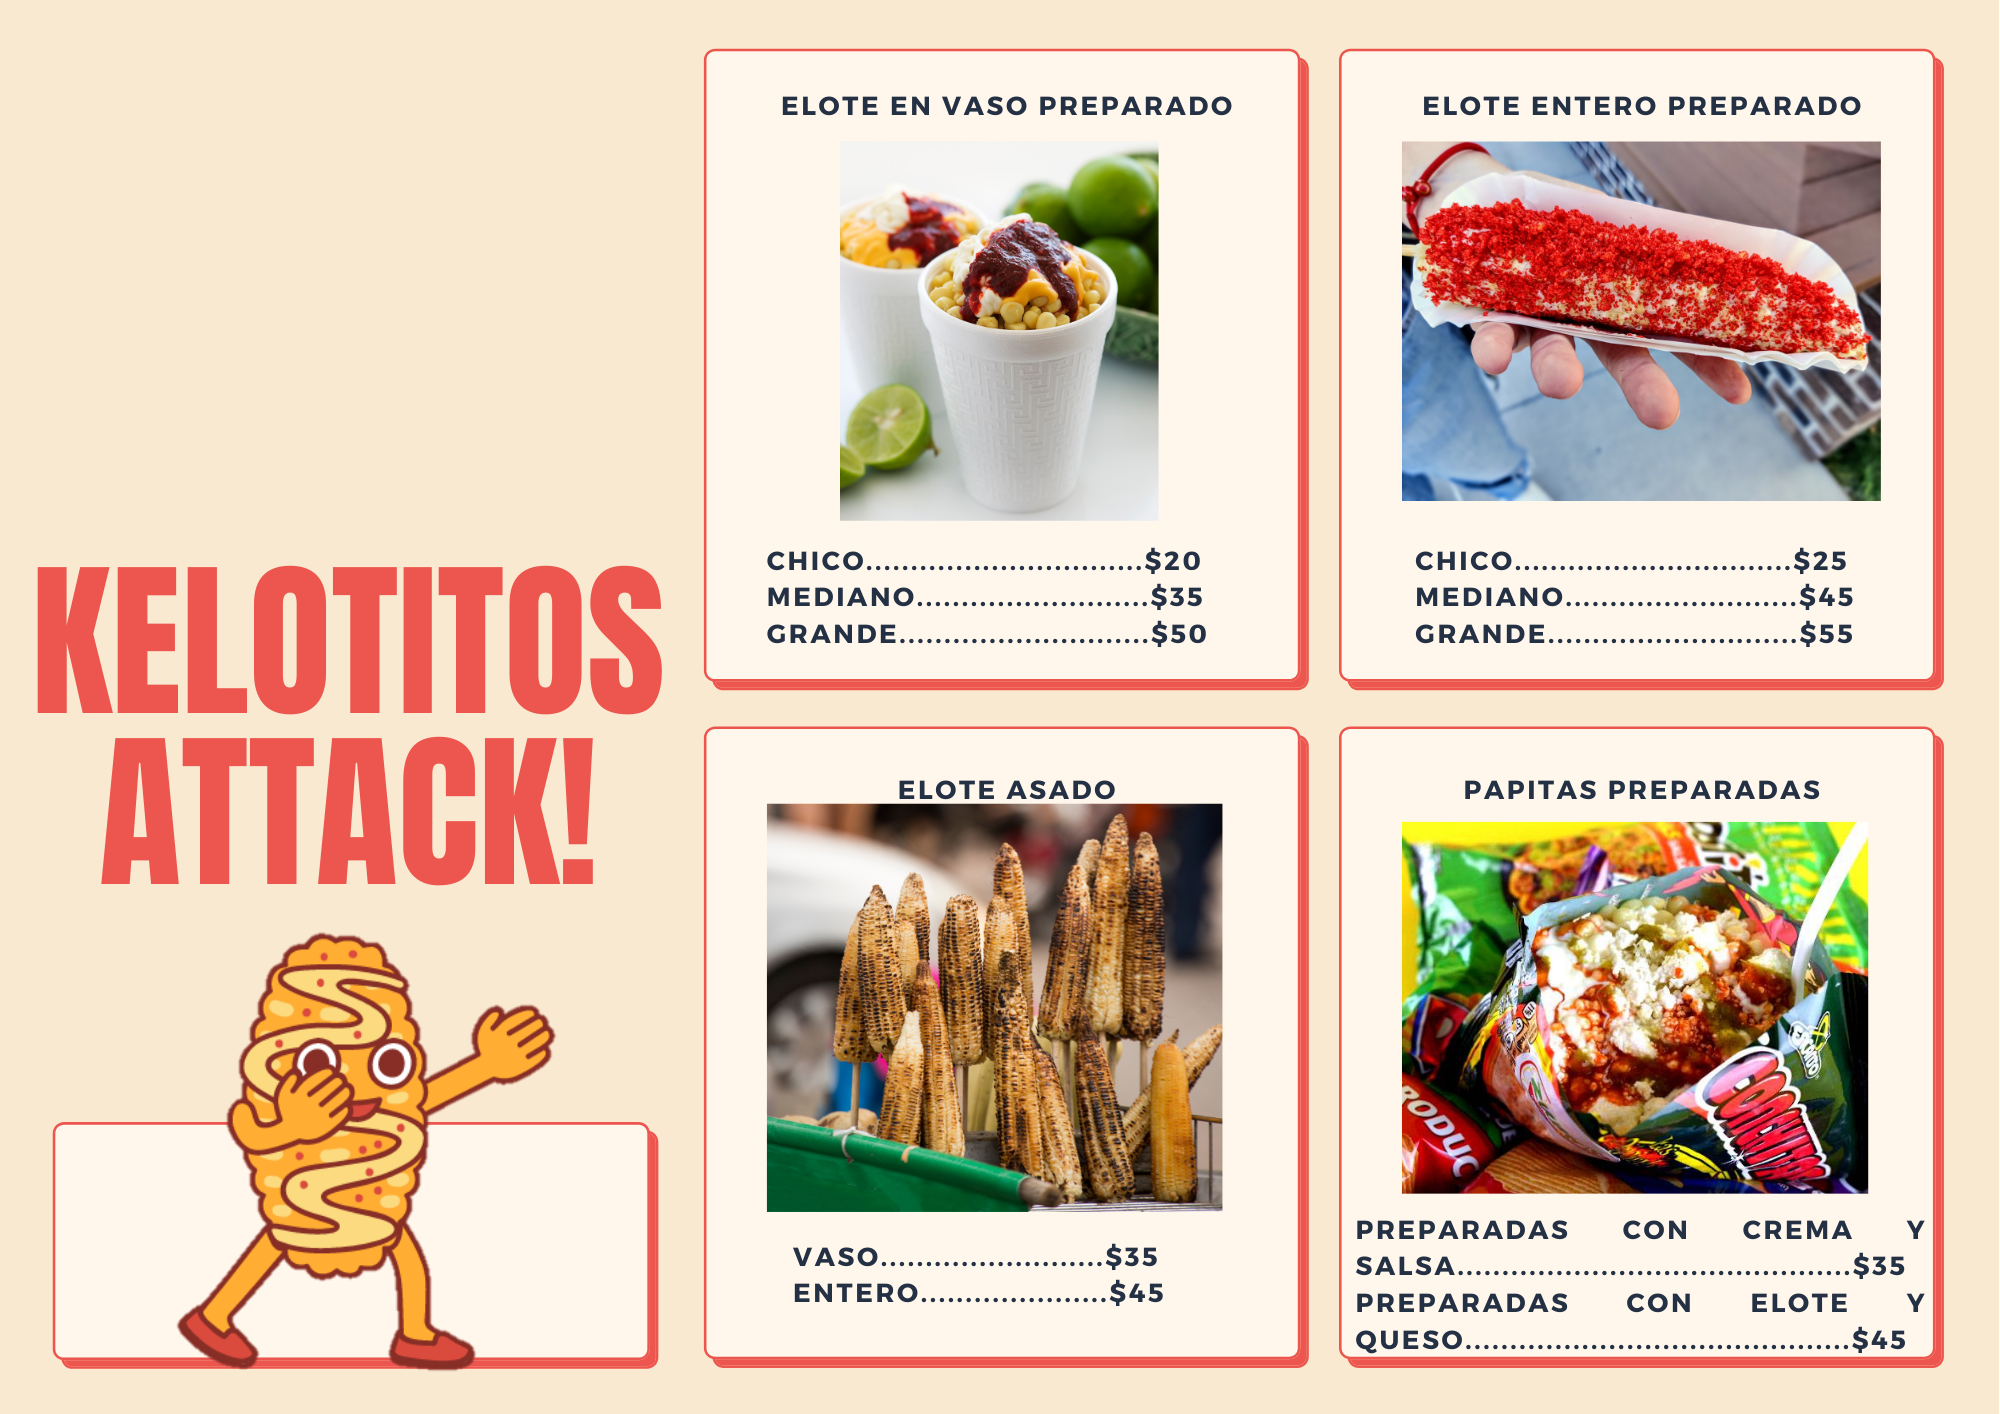 KELOTITOS
ATTACK!
ELOTE EN VASO PREPARADO
CHICO...............................$20
MEDIANO..........................$35
GRANDE............................$50
ELOTE ENTERO PREPARADO
CHICO...............................$25
MEDIANO..........................$45
GRANDE............................$55
ELOTE ASADO
VASO.........................$35
ENTERO.....................$45
PAPITAS PREPARADAS
PREPARADAS CON CREMA Y
SALSA............................................$35
PREPARADAS CON ELOTE Y
QUESO...........................................$45